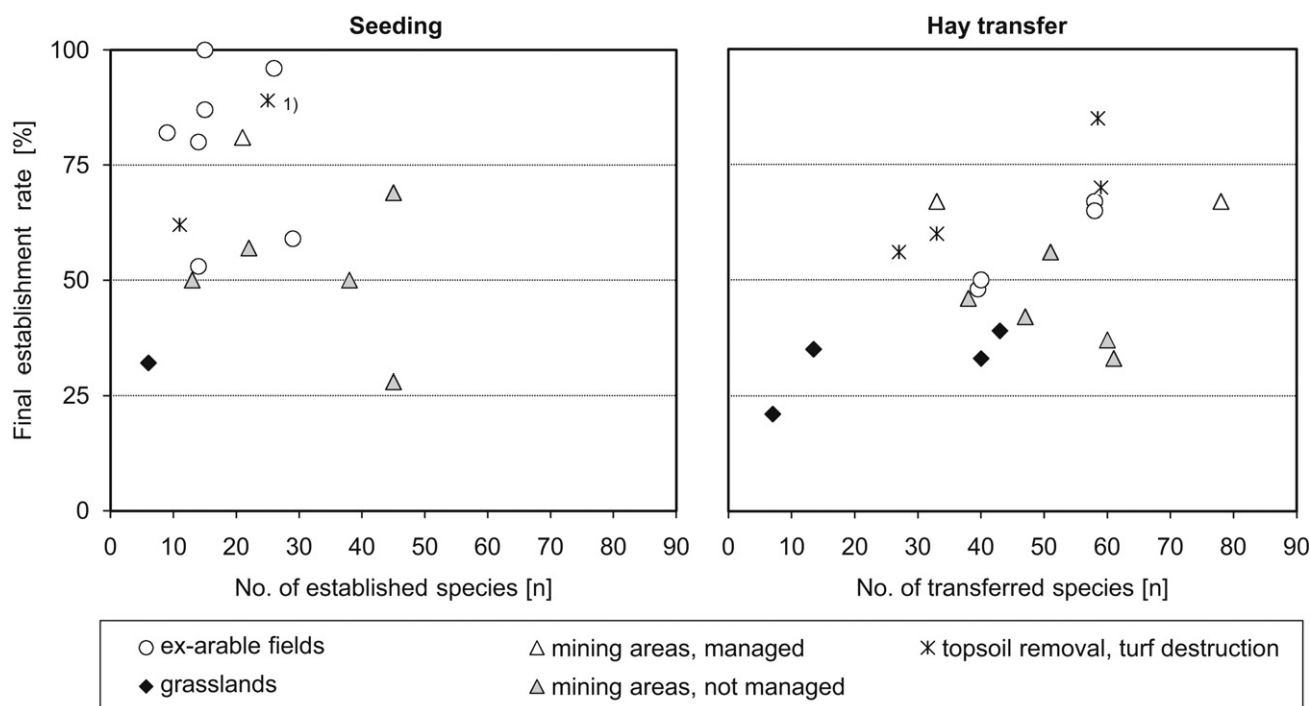 Seeding
Hay transfer
Final establishment rate [%]
100
75
50
25
0
1)
0 10 20 30 40 50 60 70 80 90
0 10 20 30 40 50 60 70 80 90
No. of established species [n]
No. of transferred species [n]
ex-arable fields
mining areas, managed
topsoil removal, turf destruction
grasslands
mining areas, not managed